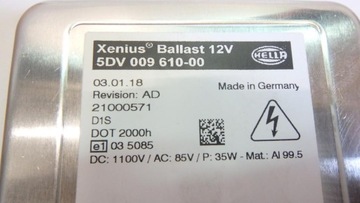 Xenius® Ballast 12V
5DV 009 610-00
HELLA
03.01.18
Made in Germany
Revision: AD
21000571
D1S
DOT 2000h
e1 03 5085
DC: 1100V / AC: 85V / P: 35W - Mat.: Al 99.5